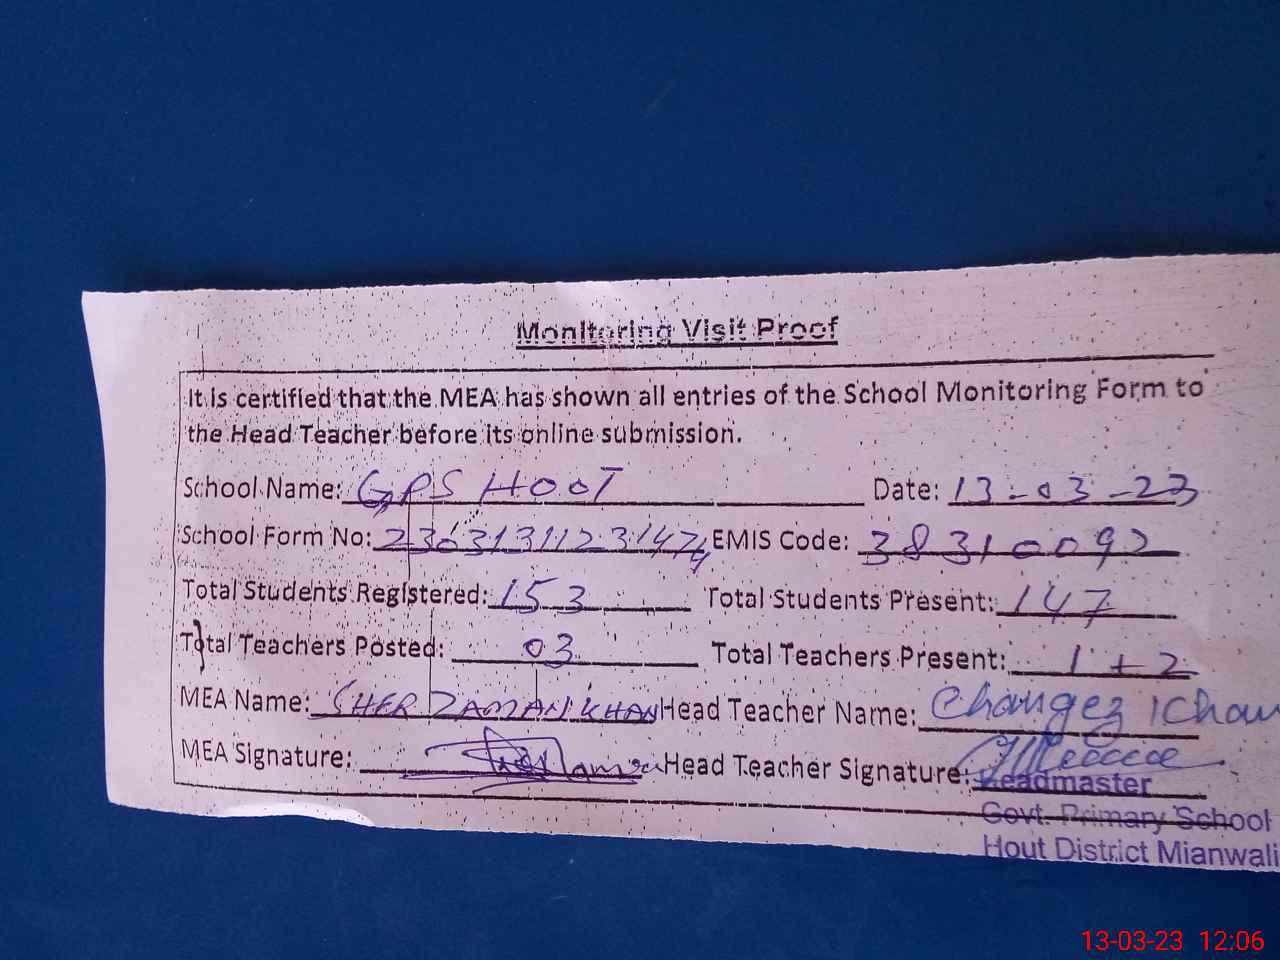 Monitoring Visit Proof
It is certified that the MEA has shown all entries of the School Monitoring Form to
the Head Teacher before its online submission.
School Name: GPS HOOT Date: 13-03-23
School Form No: EMIS Code: 38310092
Total Students Registered: 153 Total Students Present: 147
Total Teachers Posted: 03 Total Teachers Present: 1+2
MEA Name: SHER ZAMAN KHAN Head Teacher Name: Changez Khan
MEA Signature: Head Teacher Signature:
Headmaster
Govt. Primary School
Hout District Mianwali
13-03-23 12:06